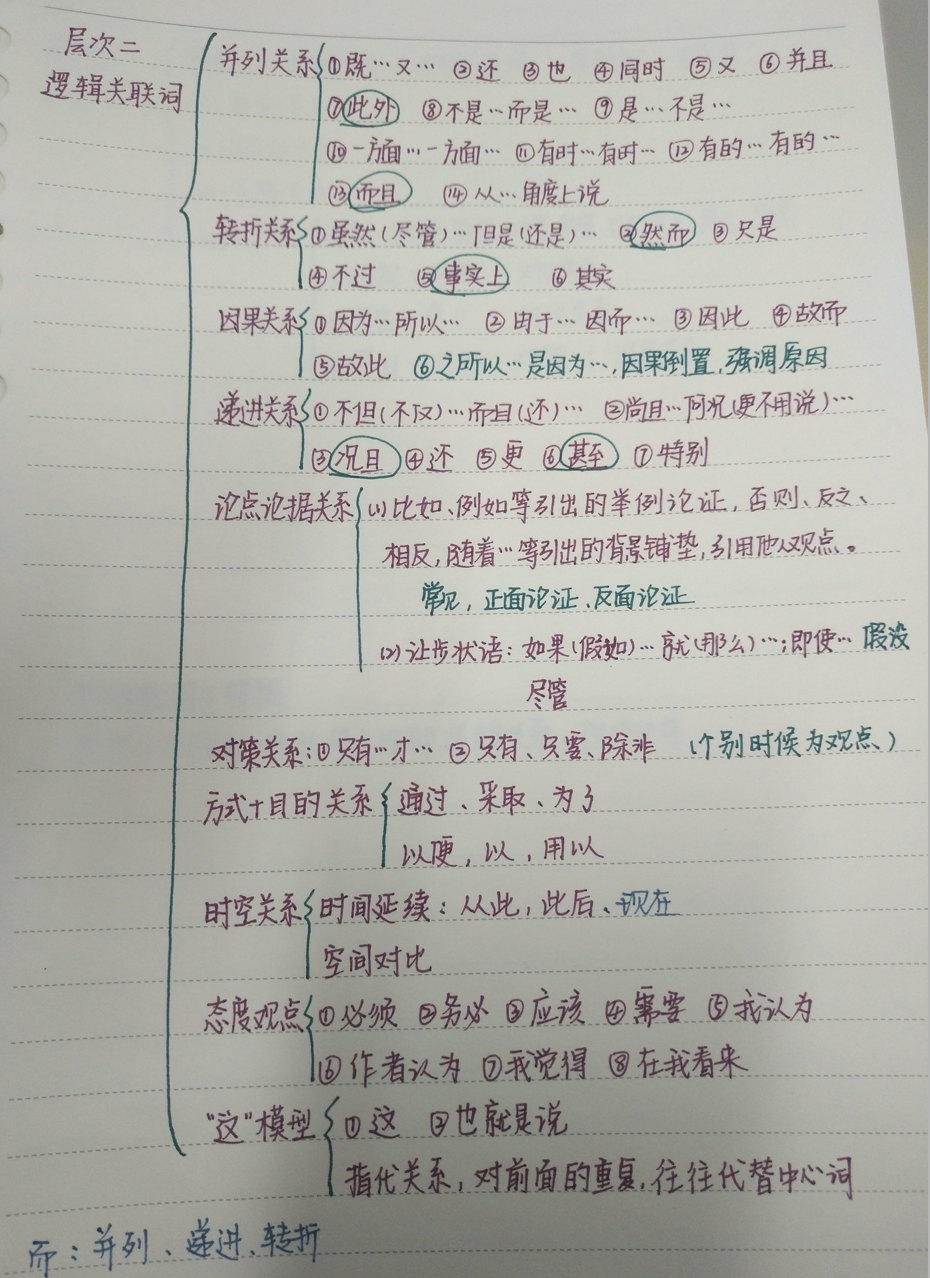 层次二
逻辑关联词
并列关系 ①既…又… ②还 ③也 ④同时 ⑤又 ⑥并且
⑦此外 ⑧不是…而是… ⑨是…不是…
⑩一方面…一方面… ⑪有时…有时… ⑫有的…有的…
⑬而且 ⑭从…角度上说
转折关系 ①虽然(尽管)…但是(还是)… ②然而 ③只是
④不过 ⑤事实上 ⑥其实
因果关系 ①因为…所以… ②由于…因而… ③因此 ④故而
⑤故此 ⑥之所以…是因为…,因果倒置,强调原因
递进关系 ①不但(不仅)…而且(还)… ②尚且…何况(更不用说)…
③况且 ④还 ⑤更 ⑥甚至 ⑦特别
论点论据关系 (1)比如、例如等引出的举例论证,否则、反之、
相反,随着…等引出的背景铺垫,引用他人观点。
常见,正面论证、反面论证
(2)让步状语:如果(假如)…就(那么)…;即使… 假设
尽管
对策关系:①只有…才… ②只有、只要、除非 (个别时候为观点)
方式+目的关系 通过、采取、为了
以便,以,用以
时空关系 时间延续:从此,此后、现在
空间对比
态度观点 ①必须 ②务必 ③应该 ④需要 ⑤我认为
⑥作者认为 ⑦我觉得 ⑧在我看来
“这”模型 ①这 ②也就是说
指代关系,对前面的重复,往往代替中心词
而:并列、递进、转折